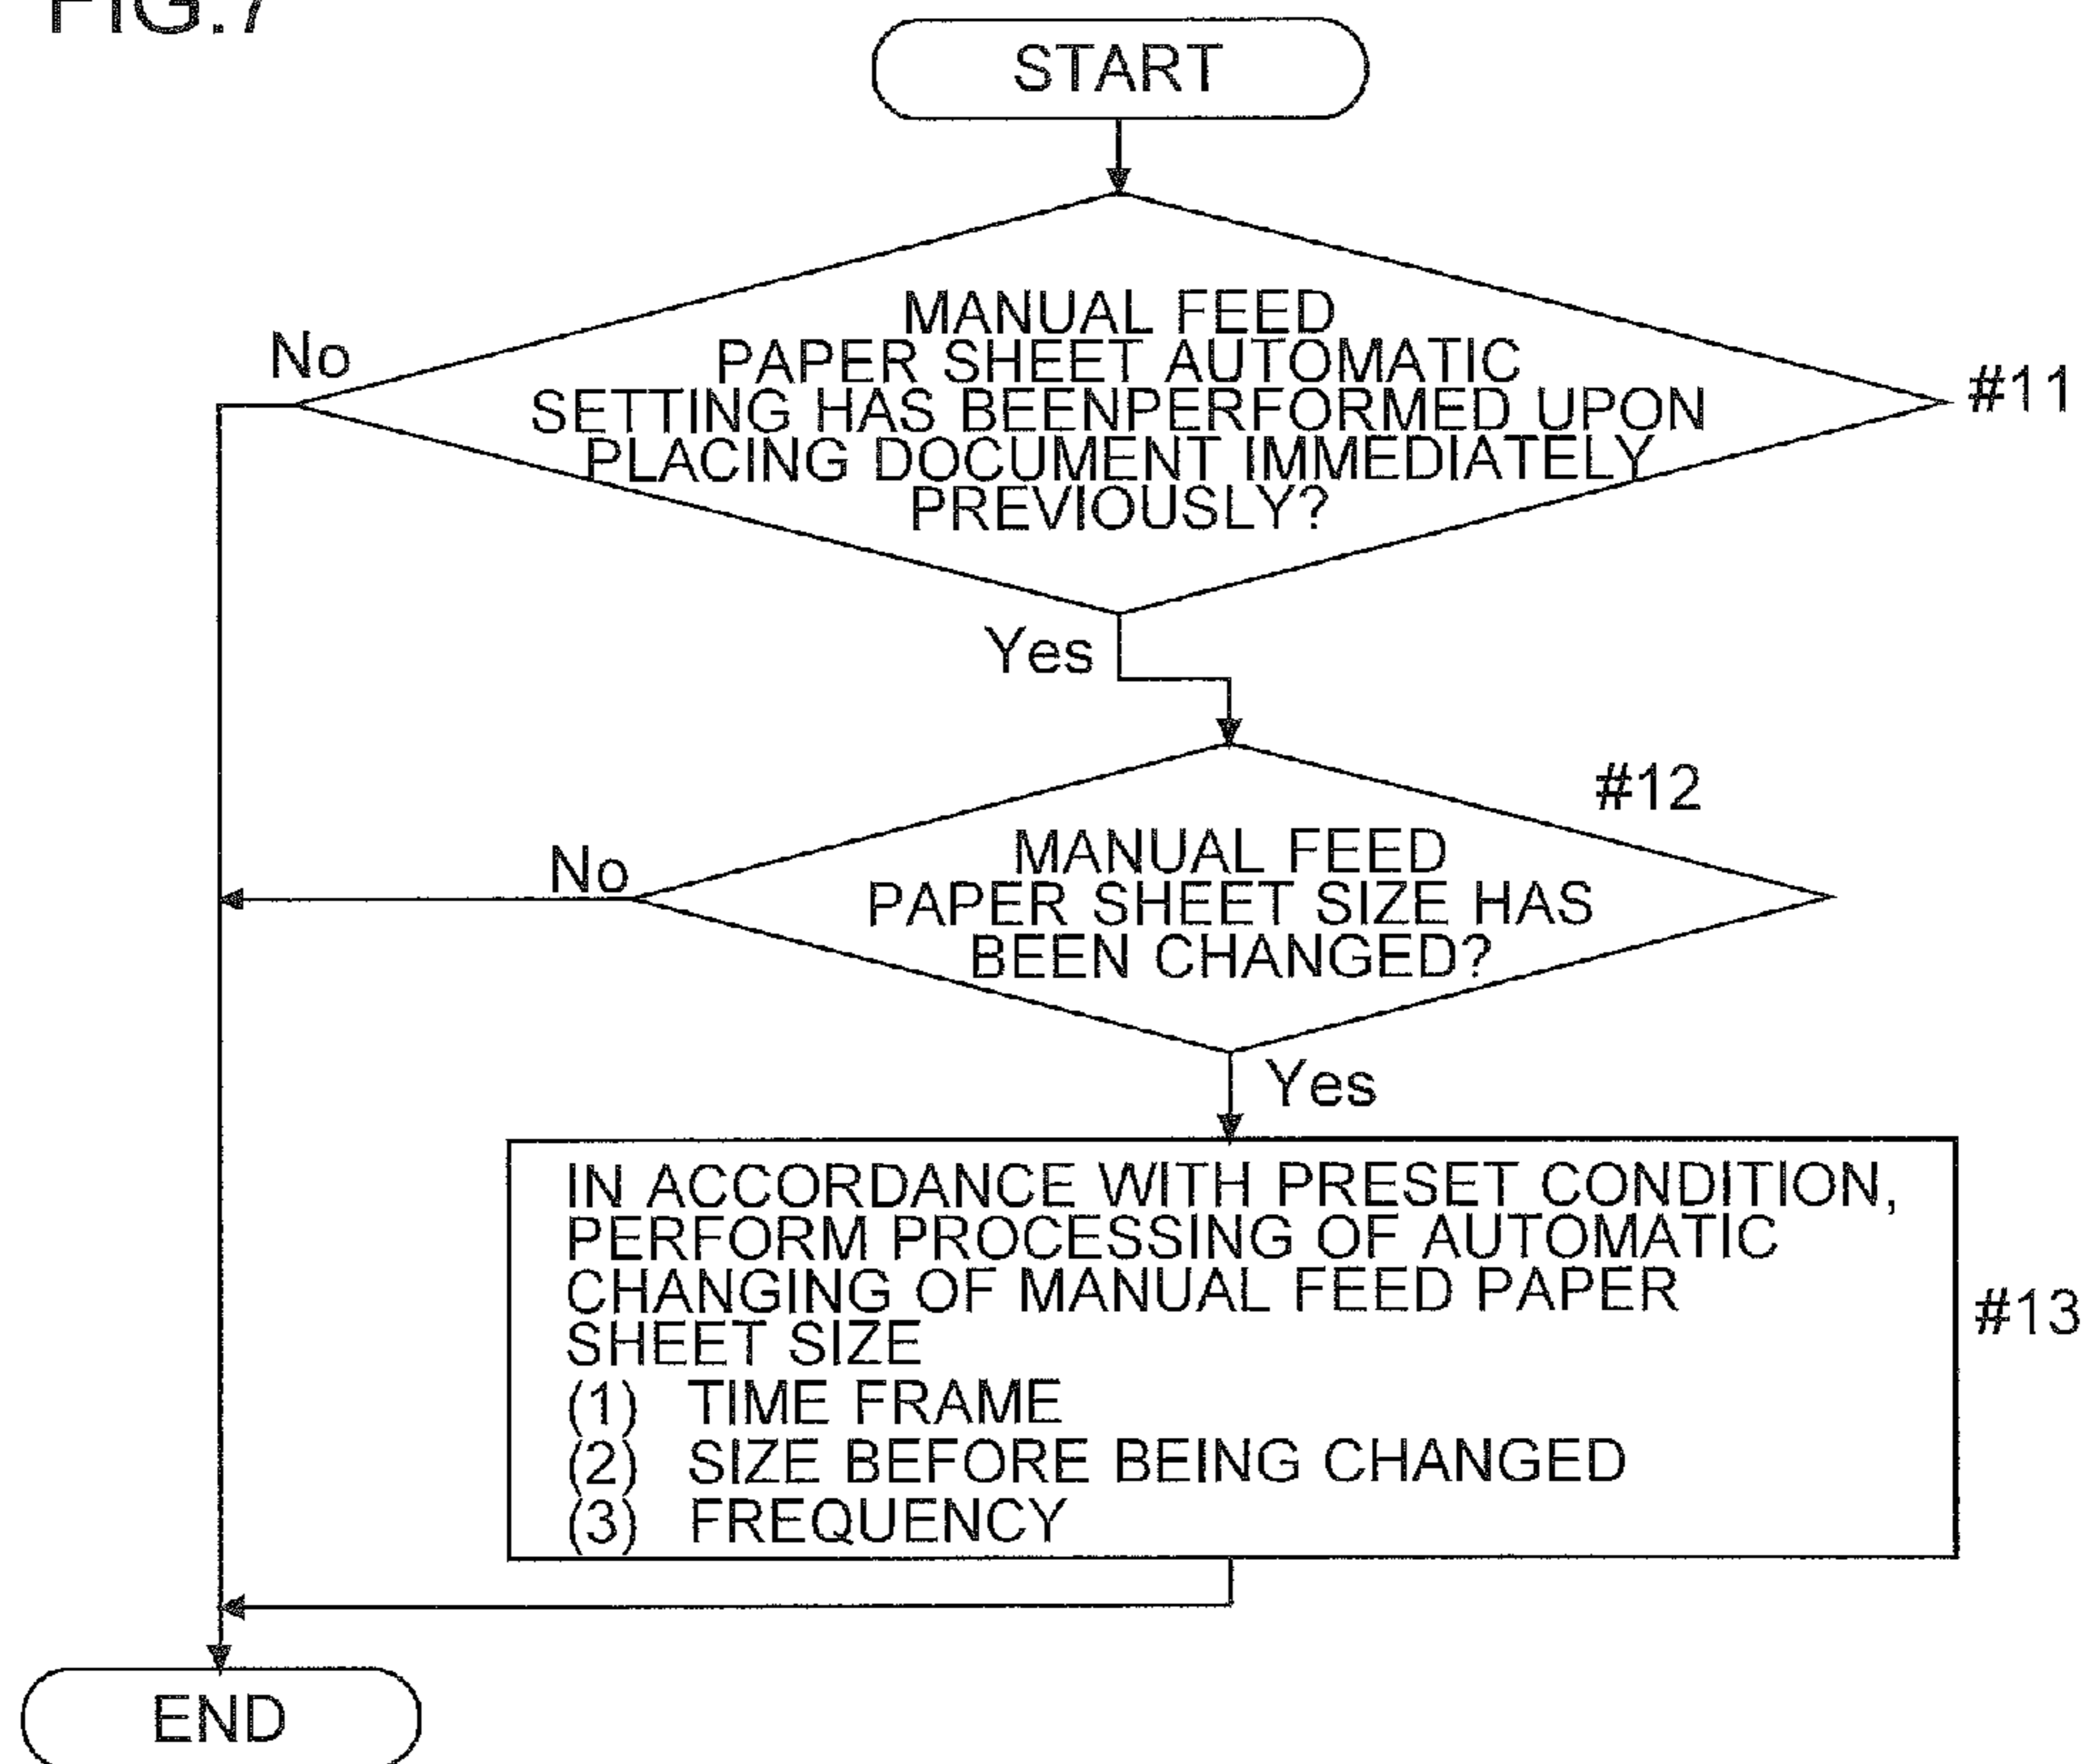 FIG.7
START
MANUAL FEED
PAPER SHEET AUTOMATIC
SETTING HAS BEENPERFORMED UPON
PLACING DOCUMENT IMMEDIATELY
PREVIOUSLY?
No
#11
Yes
#12
MANUAL FEED
PAPER SHEET SIZE HAS
BEEN CHANGED?
No
Yes
IN ACCORDANCE WITH PRESET CONDITION,
PERFORM PROCESSING OF AUTOMATIC
CHANGING OF MANUAL FEED PAPER
SHEET SIZE
(1) TIME FRAME
(2) SIZE BEFORE BEING CHANGED
(3) FREQUENCY
#13
END